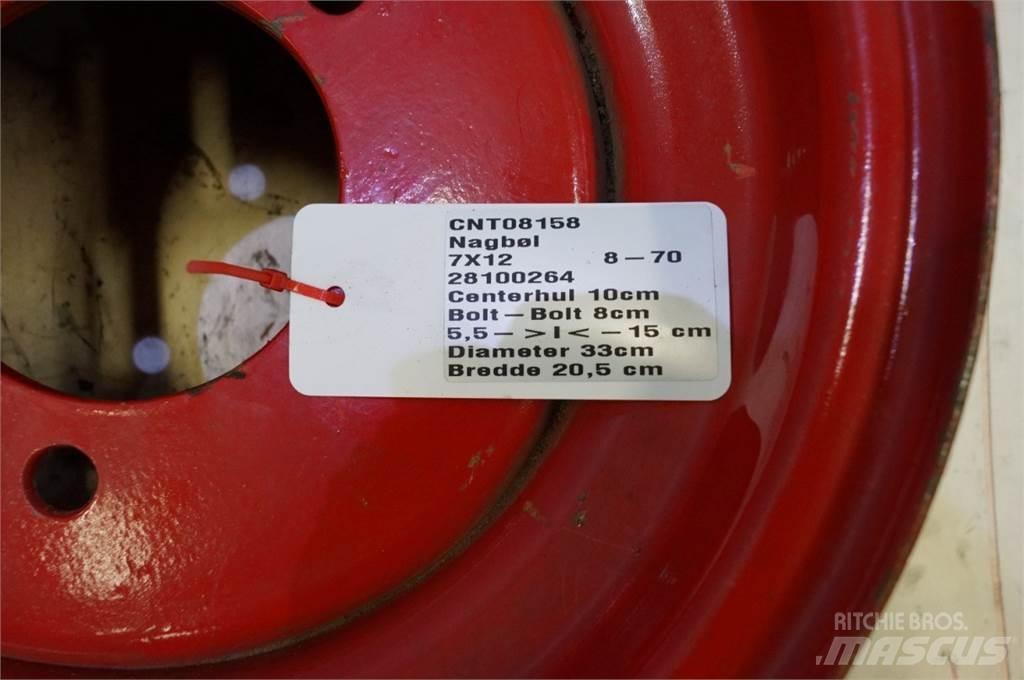 CNT08158
Nagbøl
7X12 8-70
28100264
Centerhul 10cm
Bolt-Bolt 8cm
5,5- >I< -15 cm
Diameter 33cm
Bredde 20,5 cm
RITCHIE BROS.
MASCUS